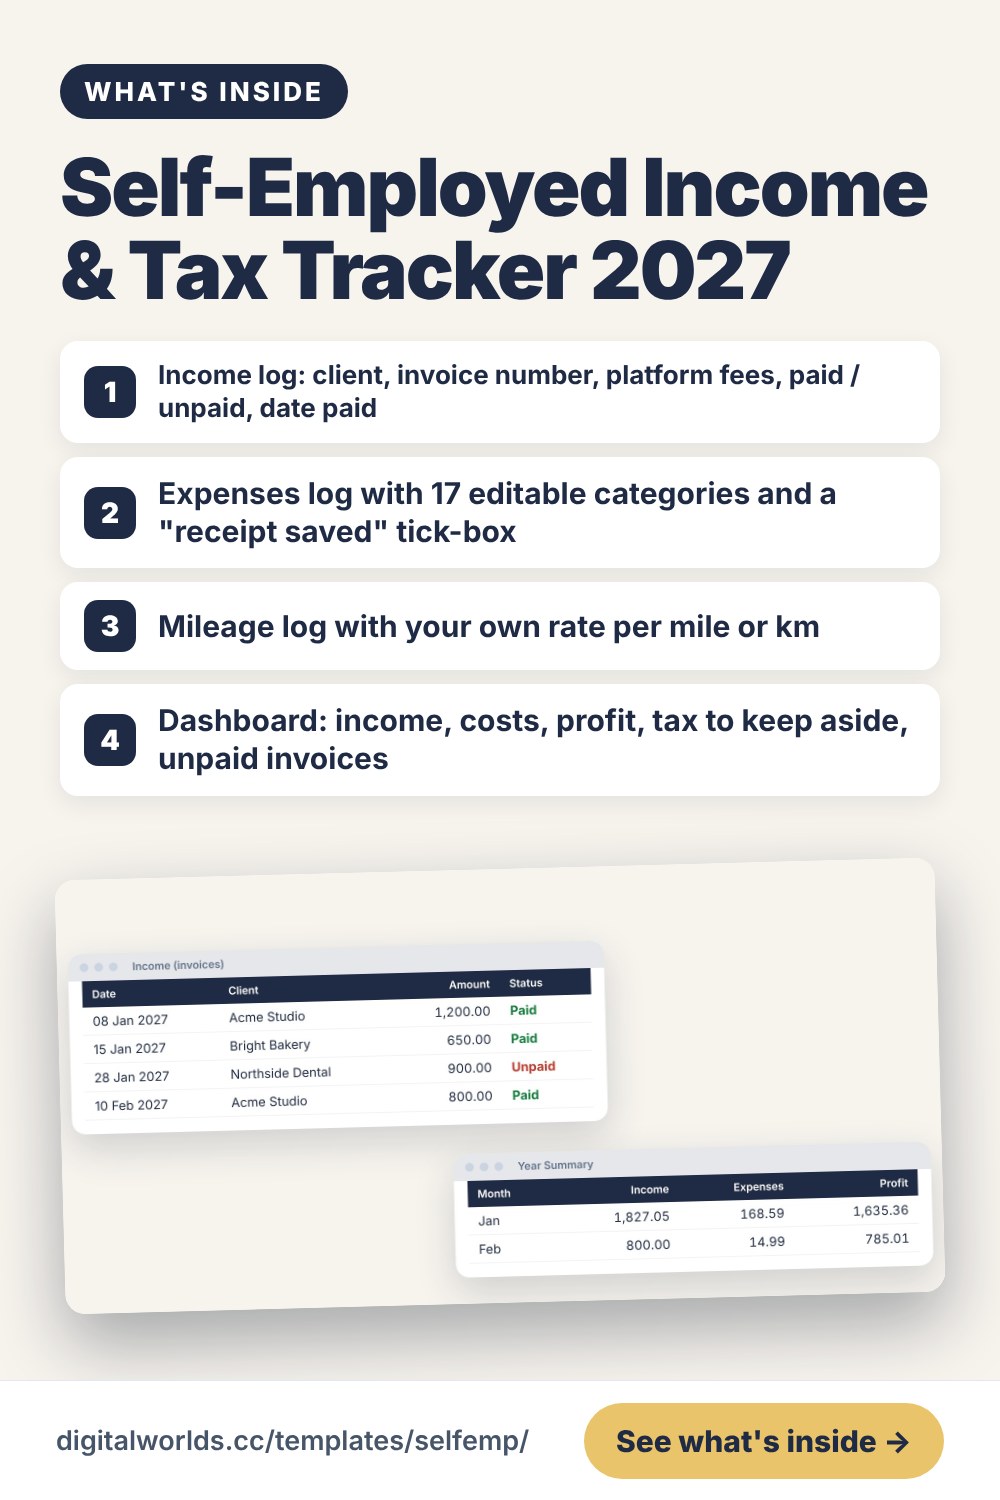 WHAT'S INSIDE
Self-Employed Income
& Tax Tracker 2027
1 Income log: client, invoice number, platform fees, paid /
unpaid, date paid
2 Expenses log with 17 editable categories and a
"receipt saved" tick-box
3 Mileage log with your own rate per mile or km
4 Dashboard: income, costs, profit, tax to keep aside,
unpaid invoices
Income (invoices)
Date Client Amount Status
08 Jan 2027 Acme Studio 1,200.00 Paid
15 Jan 2027 Bright Bakery 650.00 Paid
28 Jan 2027 Northside Dental 900.00 Unpaid
10 Feb 2027 Acme Studio 800.00 Paid
Year Summary
Month Income Expenses Profit
Jan 1,827.05 168.59 1,635.36
Feb 800.00 14.99 785.01
digitalworlds.cc/templates/selfemp/
See what's inside →